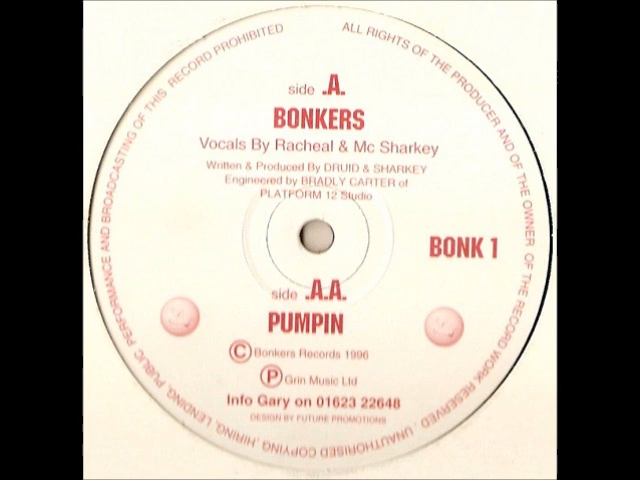 ALL RIGHTS OF THE PRODUCER AND OF THE OWNER OF THE RECORD WORK RESERVED . UNAUTHORISED COPYING ,HIRING, LENDING, PUBLIC PERFORMANCE AND BROADCASTING OF THIS RECORD PROHIBITED
side .A.
BONKERS
Vocals By Racheal & Mc Sharkey
Written & Produced By DRUID & SHARKEY
Engineered by BRADLY CARTER of
PLATFORM 12 Studio
BONK 1
side .A.A.
PUMPIN
© Bonkers Records 1996
Ⓟ Grin Music Ltd
Info Gary on 01623 22648
DESIGN BY FUTURE PROMOTIONS